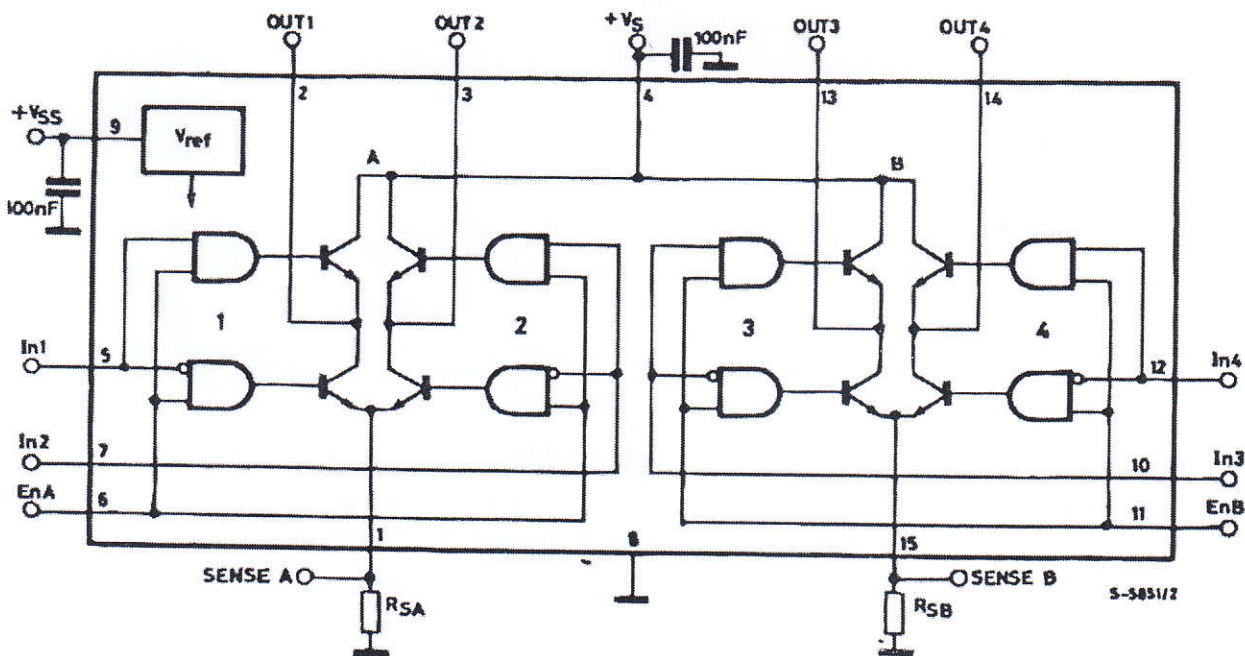 OUT1
OUT2
+Vs
100nF
OUT3
OUT4
2
3
4
13
14
+VSS
9
Vref
100nF
A
B
1
2
3
4
In1
5
12
In4
In2
7
10
In3
EnA
6
11
EnB
1
8
15
SENSE A
SENSE B
RSA
RSB
S-5851/2